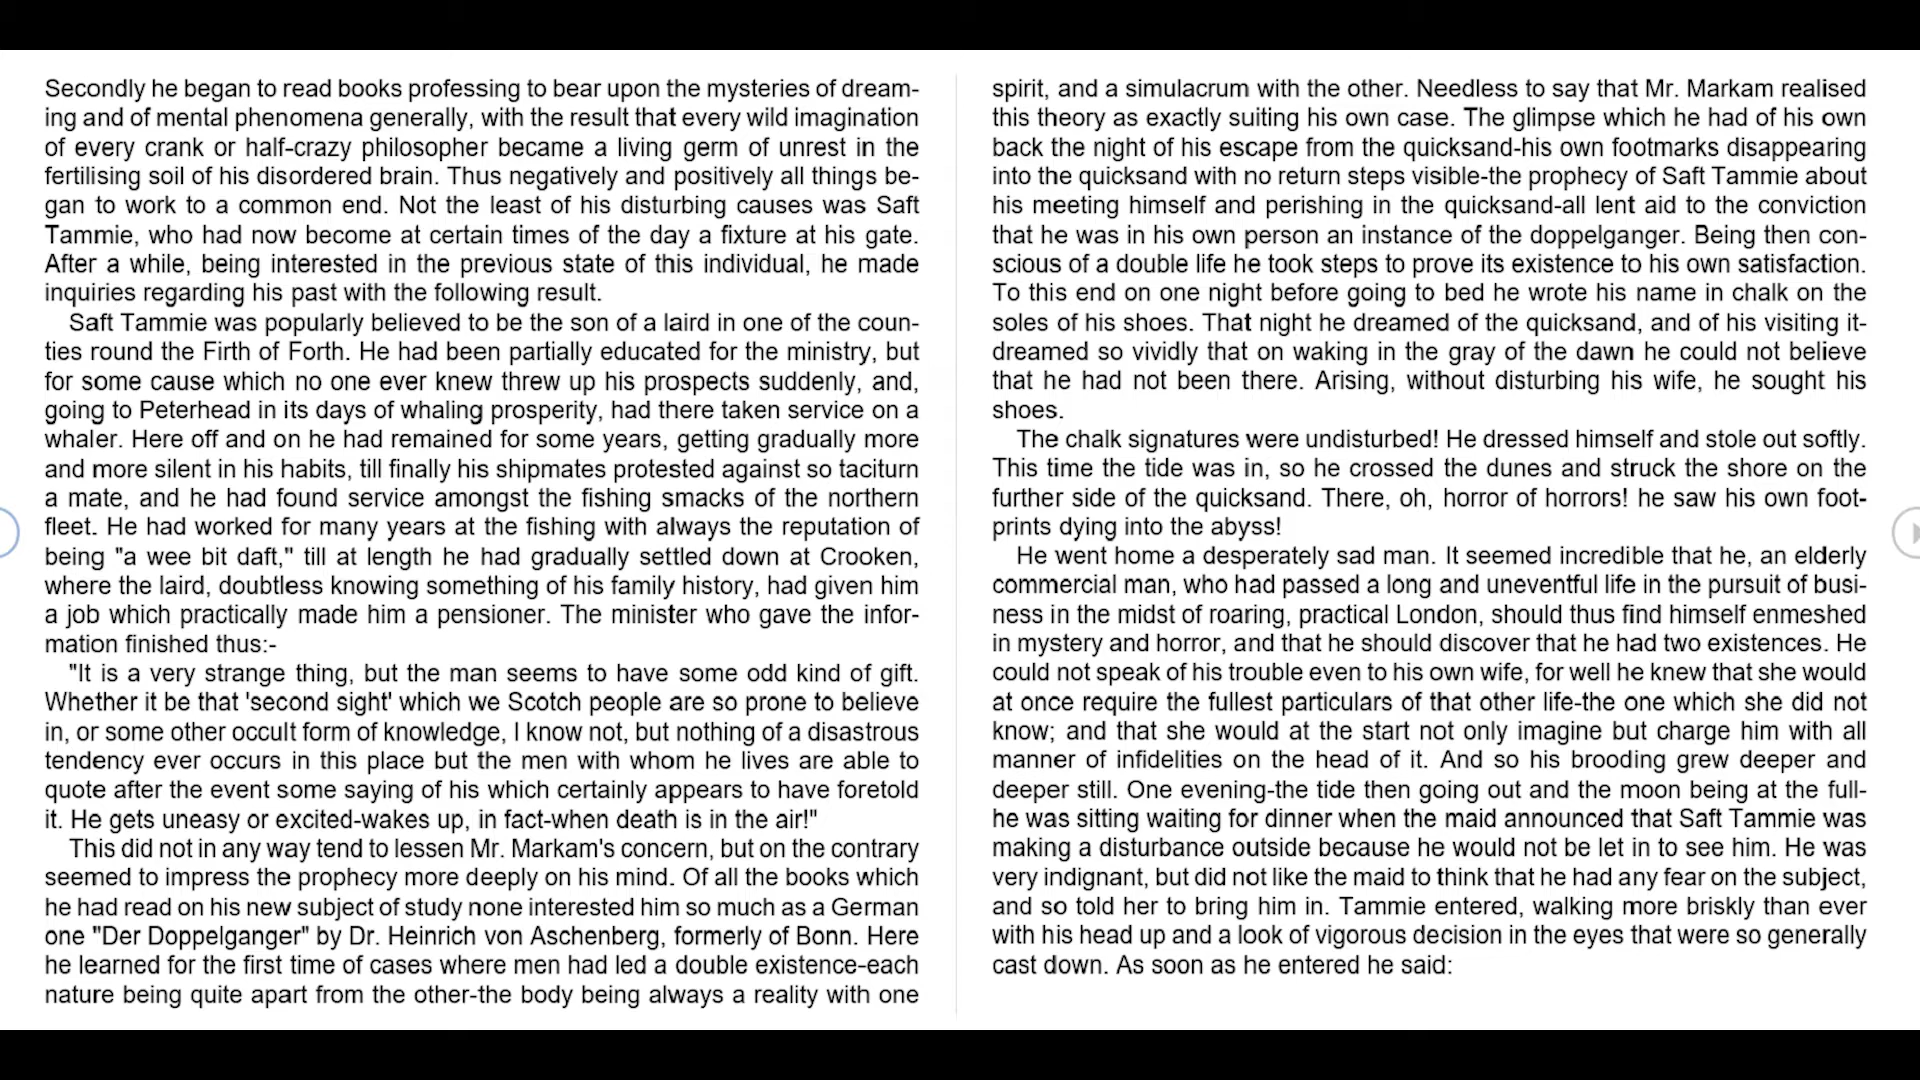 Secondly he began to read books professing to bear upon the mysteries of dream-
ing and of mental phenomena generally, with the result that every wild imagination
of every crank or half-crazy philosopher became a living germ of unrest in the
fertilising soil of his disordered brain. Thus negatively and positively all things be-
gan to work to a common end. Not the least of his disturbing causes was Saft
Tammie, who had now become at certain times of the day a fixture at his gate.
After a while, being interested in the previous state of this individual, he made
inquiries regarding his past with the following result.
Saft Tammie was popularly believed to be the son of a laird in one of the coun-
ties round the Firth of Forth. He had been partially educated for the ministry, but
for some cause which no one ever knew threw up his prospects suddenly, and,
going to Peterhead in its days of whaling prosperity, had there taken service on a
whaler. Here off and on he had remained for some years, getting gradually more
and more silent in his habits, till finally his shipmates protested against so taciturn
a mate, and he had found service amongst the fishing smacks of the northern
fleet. He had worked for many years at the fishing with always the reputation of
being "a wee bit daft," till at length he had gradually settled down at Crooken,
where the laird, doubtless knowing something of his family history, had given him
a job which practically made him a pensioner. The minister who gave the infor-
mation finished thus:-
"It is a very strange thing, but the man seems to have some odd kind of gift.
Whether it be that 'second sight' which we Scotch people are so prone to believe
in, or some other occult form of knowledge, I know not, but nothing of a disastrous
tendency ever occurs in this place but the men with whom he lives are able to
quote after the event some saying of his which certainly appears to have foretold
it. He gets uneasy or excited-wakes up, in fact-when death is in the air!"
This did not in any way tend to lessen Mr. Markam's concern, but on the contrary
seemed to impress the prophecy more deeply on his mind. Of all the books which
he had read on his new subject of study none interested him so much as a German
one "Der Doppelganger" by Dr. Heinrich von Aschenberg, formerly of Bonn. Here
he learned for the first time of cases where men had led a double existence-each
nature being quite apart from the other-the body being always a reality with one
spirit, and a simulacrum with the other. Needless to say that Mr. Markam realised
this theory as exactly suiting his own case. The glimpse which he had of his own
back the night of his escape from the quicksand-his own footmarks disappearing
into the quicksand with no return steps visible-the prophecy of Saft Tammie about
his meeting himself and perishing in the quicksand-all lent aid to the conviction
that he was in his own person an instance of the doppelganger. Being then con-
scious of a double life he took steps to prove its existence to his own satisfaction.
To this end on one night before going to bed he wrote his name in chalk on the
soles of his shoes. That night he dreamed of the quicksand, and of his visiting it-
dreamed so vividly that on waking in the gray of the dawn he could not believe
that he had not been there. Arising, without disturbing his wife, he sought his
shoes.
The chalk signatures were undisturbed! He dressed himself and stole out softly.
This time the tide was in, so he crossed the dunes and struck the shore on the
further side of the quicksand. There, oh, horror of horrors! he saw his own foot-
prints dying into the abyss!
He went home a desperately sad man. It seemed incredible that he, an elderly
commercial man, who had passed a long and uneventful life in the pursuit of busi-
ness in the midst of roaring, practical London, should thus find himself enmeshed
in mystery and horror, and that he should discover that he had two existences. He
could not speak of his trouble even to his own wife, for well he knew that she would
at once require the fullest particulars of that other life-the one which she did not
know; and that she would at the start not only imagine but charge him with all
manner of infidelities on the head of it. And so his brooding grew deeper and
deeper still. One evening-the tide then going out and the moon being at the full-
he was sitting waiting for dinner when the maid announced that Saft Tammie was
making a disturbance outside because he would not be let in to see him. He was
very indignant, but did not like the maid to think that he had any fear on the subject,
and so told her to bring him in. Tammie entered, walking more briskly than ever
with his head up and a look of vigorous decision in the eyes that were so generally
cast down. As soon as he entered he said: